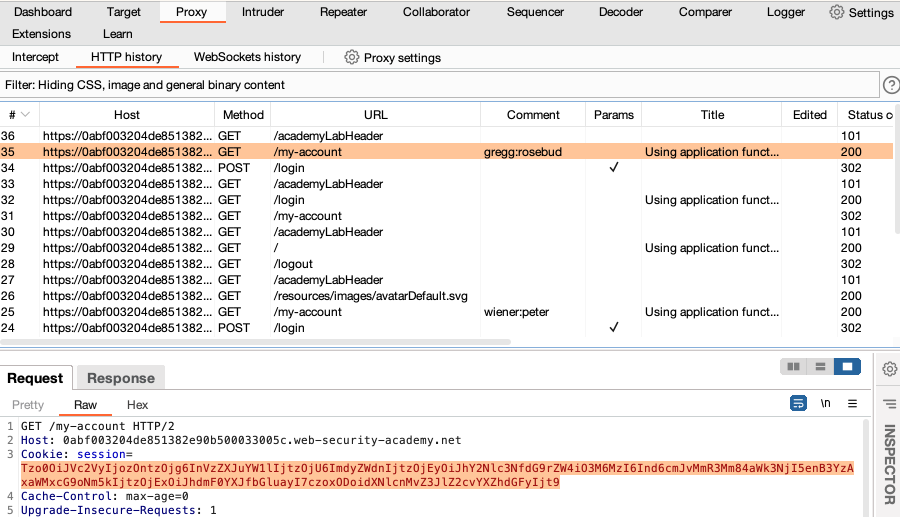 Dashboard Target Proxy Intruder Repeater Collaborator Sequencer Decoder Comparer Logger Settings
Extensions Learn
Intercept HTTP history WebSockets history Proxy settings
Filter: Hiding CSS, image and general binary content
# Host Method URL Comment Params Title Edited Status c
36 https://0abf003204de851382... GET /academyLabHeader 101
35 https://0abf003204de851382... GET /my-account gregg:rosebud Using application funct... 200
34 https://0abf003204de851382... POST /login ✓ 302
33 https://0abf003204de851382... GET /academyLabHeader 101
32 https://0abf003204de851382... GET /login Using application funct... 200
31 https://0abf003204de851382... GET /my-account 302
30 https://0abf003204de851382... GET /academyLabHeader 101
29 https://0abf003204de851382... GET / Using application funct... 200
28 https://0abf003204de851382... GET /logout 302
27 https://0abf003204de851382... GET /academyLabHeader 101
26 https://0abf003204de851382... GET /resources/images/avatarDefault.svg 200
25 https://0abf003204de851382... GET /my-account wiener:peter Using application funct... 200
24 https://0abf003204de851382... POST /login ✓ 302
Request Response
Pretty Raw Hex \n
1 GET /my-account HTTP/2
2 Host: 0abf003204de851382e90b500033005c.web-security-academy.net
3 Cookie: session=
Tzo0OiJVc2VyIjozOntzOjg6InVzZXJuYW1lIjtzOjU6ImdyZWdnIjtzOjEyOiJhY2Nlc3NfdG9rZW4iO3M6MzI6Ind6cmJvMmR3Mm84aWk3NjI5enB3YzA
xaWMxcG9oNm5kIjtzOjExOiJhdmF0YXJfbGluayI7czoxODoidXNlcnMvZ3JlZ2cvYXZhdGFyIjt9
4 Cache-Control: max-age=0
5 Upgrade-Insecure-Requests: 1
INSPECTOR